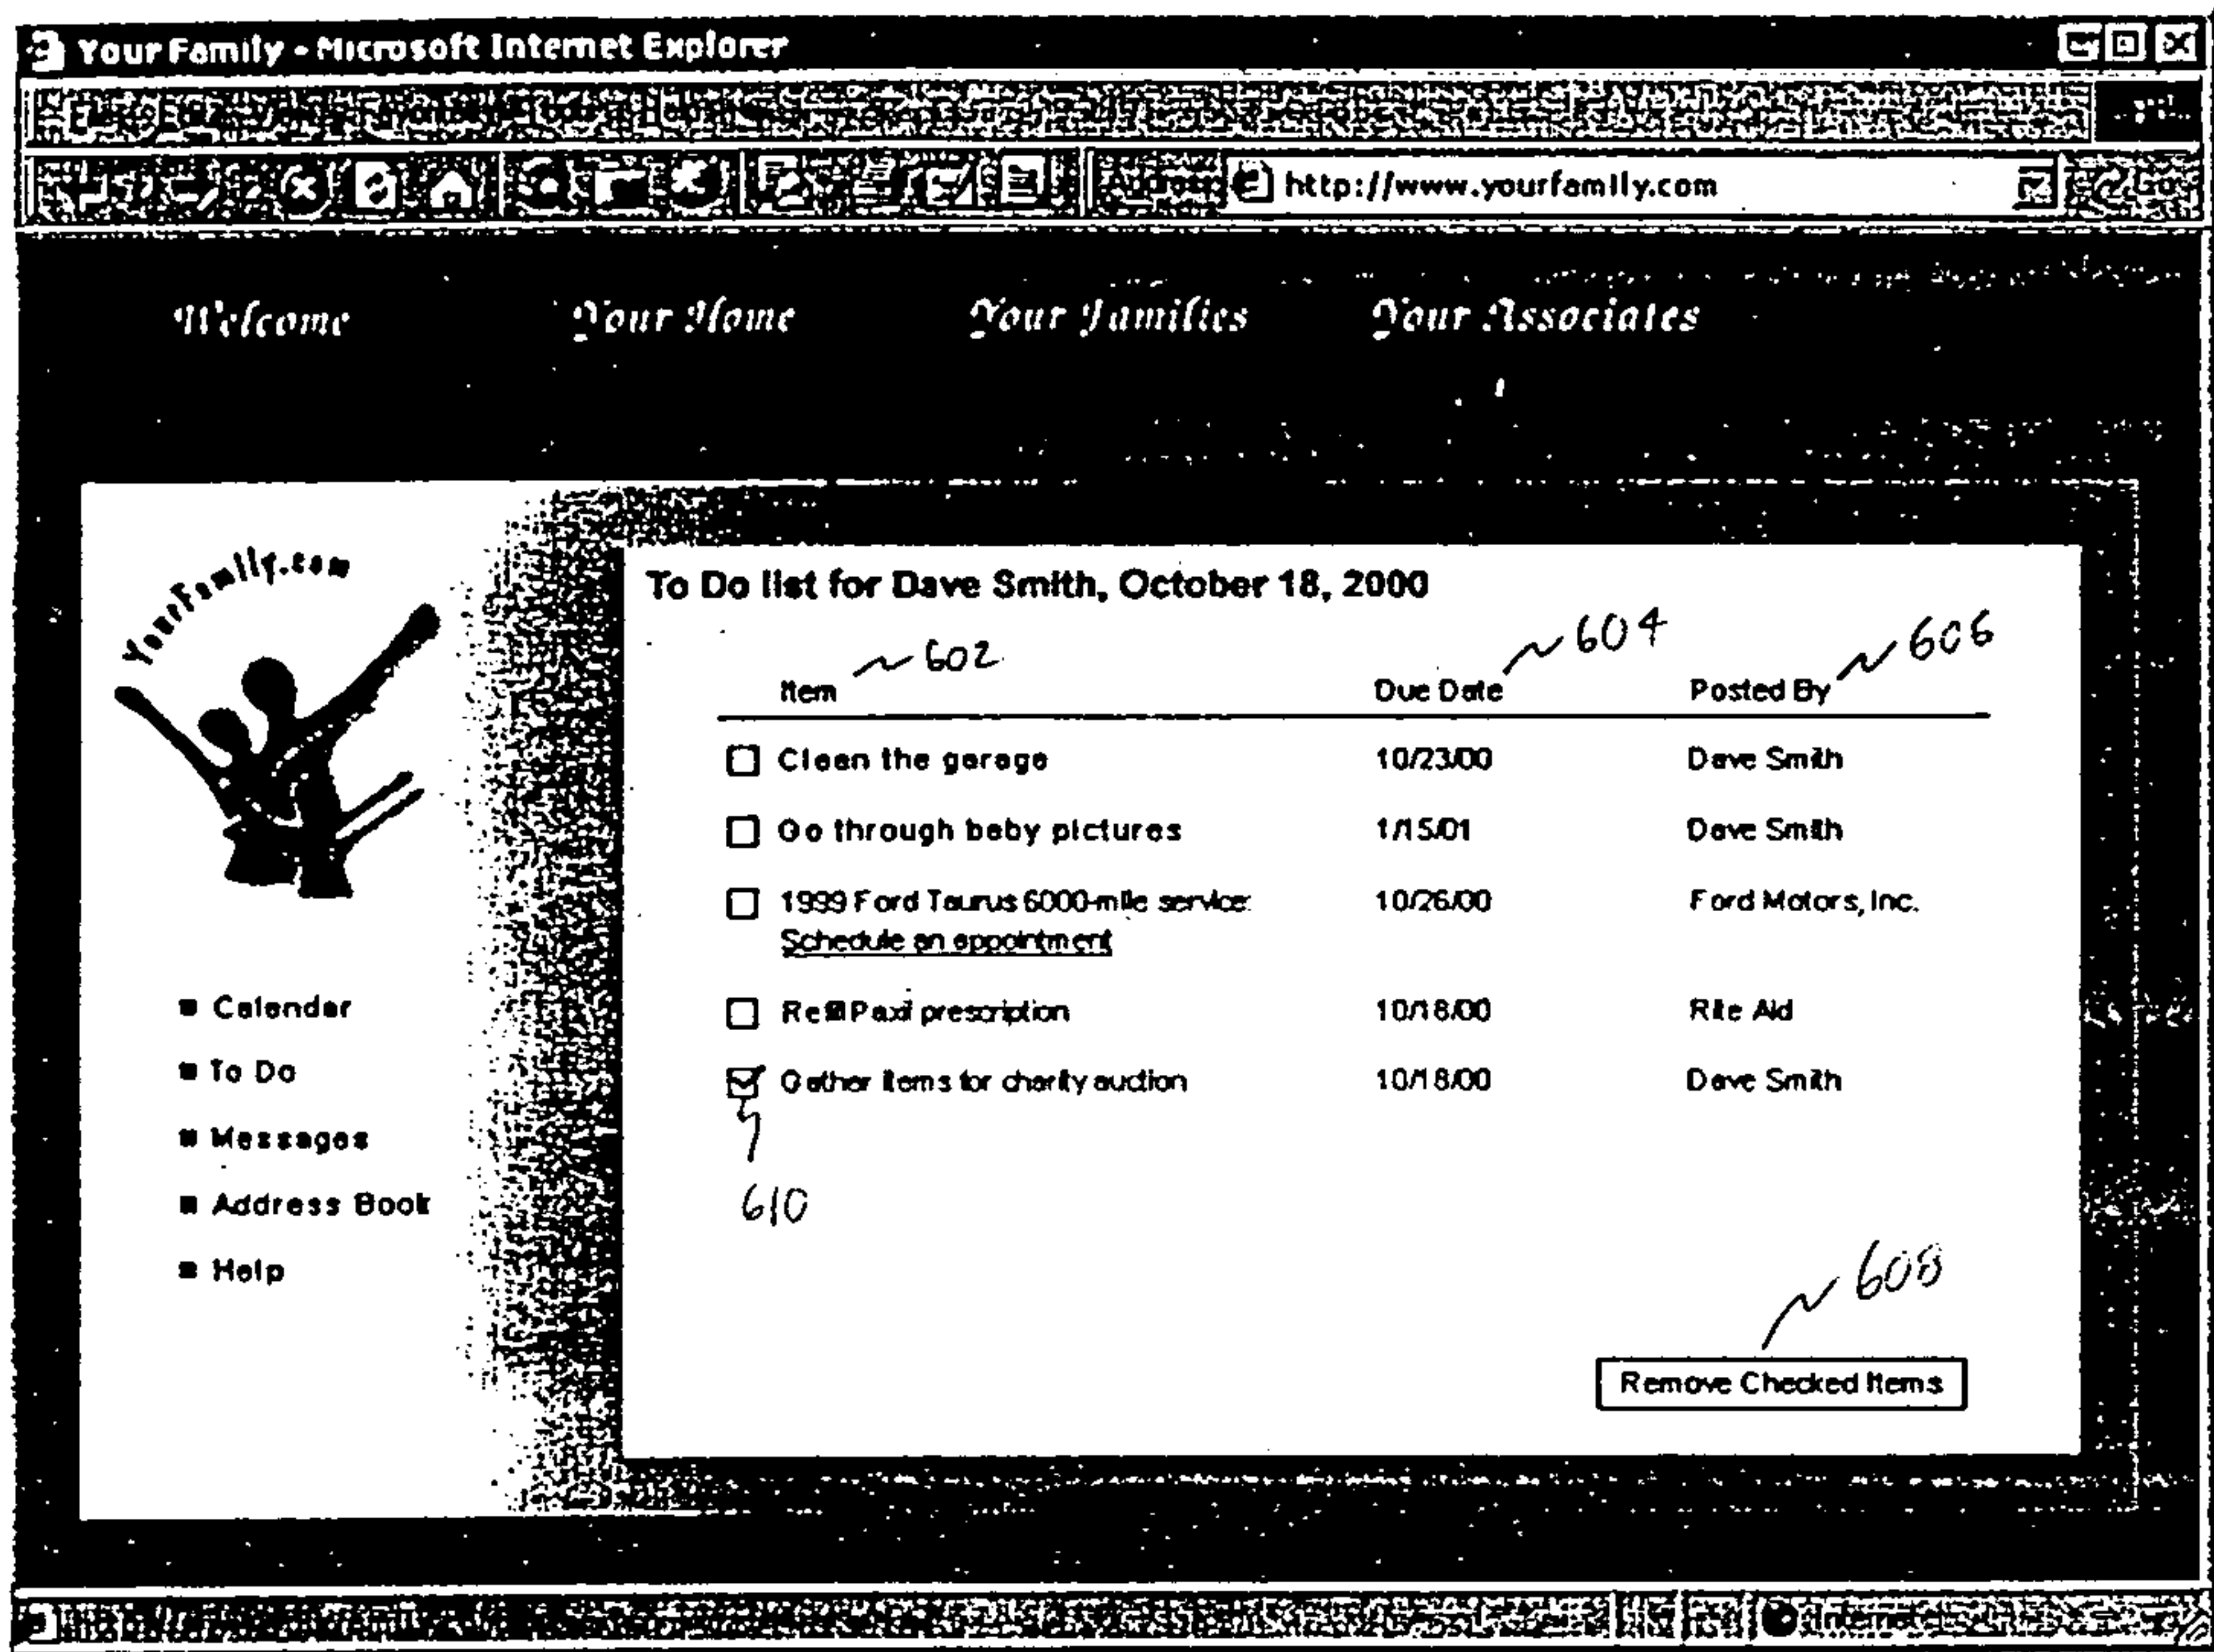 Your Family - Microsoft Internet Explorer
http://www.yourfamily.com
Welcome Your Home Your Families Your Associates
YourFamily.com
To Do list for Dave Smith, October 18, 2000
602 604 606
Item Due Date Posted By
Clean the garage 10/23/00 Dave Smith
Go through baby pictures 1/15/01 Dave Smith
1999 Ford Taurus 6000-mile service: 10/26/00 Ford Motors, Inc.
Schedule an appointment
Refill Paxil prescription 10/18/00 Rite Aid
Gather items for charity auction 10/18/00 Dave Smith
610
608
Remove Checked Items
Calendar
To Do
Messages
Address Book
Help
Internet